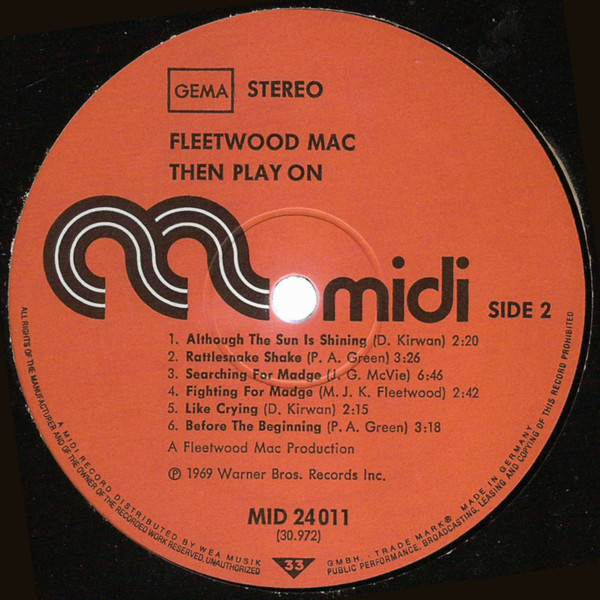 GEMA STEREO
FLEETWOOD MAC
THEN PLAY ON
midi SIDE 2
1. Although The Sun Is Shining (D. Kirwan) 2:20
2. Rattlesnake Shake (P. A. Green) 3:26
3. Searching For Madge (J. G. McVie) 6:46
4. Fighting For Madge (M. J. K. Fleetwood) 2:42
5. Like Crying (D. Kirwan) 2:15
6. Before The Beginning (P. A. Green) 3:18
A Fleetwood Mac Production
℗ 1969 Warner Bros. Records Inc.
MID 24 011
(30.972)
33
A MIDI RECORD DISTRIBUTED BY WEA MUSIK GMBH. - TRADE MARK® MADE IN GERMANY
ALL RIGHTS OF THE MANUFACTURER AND OF THE OWNER OF THE RECORDED WORK RESERVED. UNAUTHORIZED PUBLIC PERFORMANCE, BROADCASTING, LEASING AND COPYING OF THIS RECORD PROHIBITED